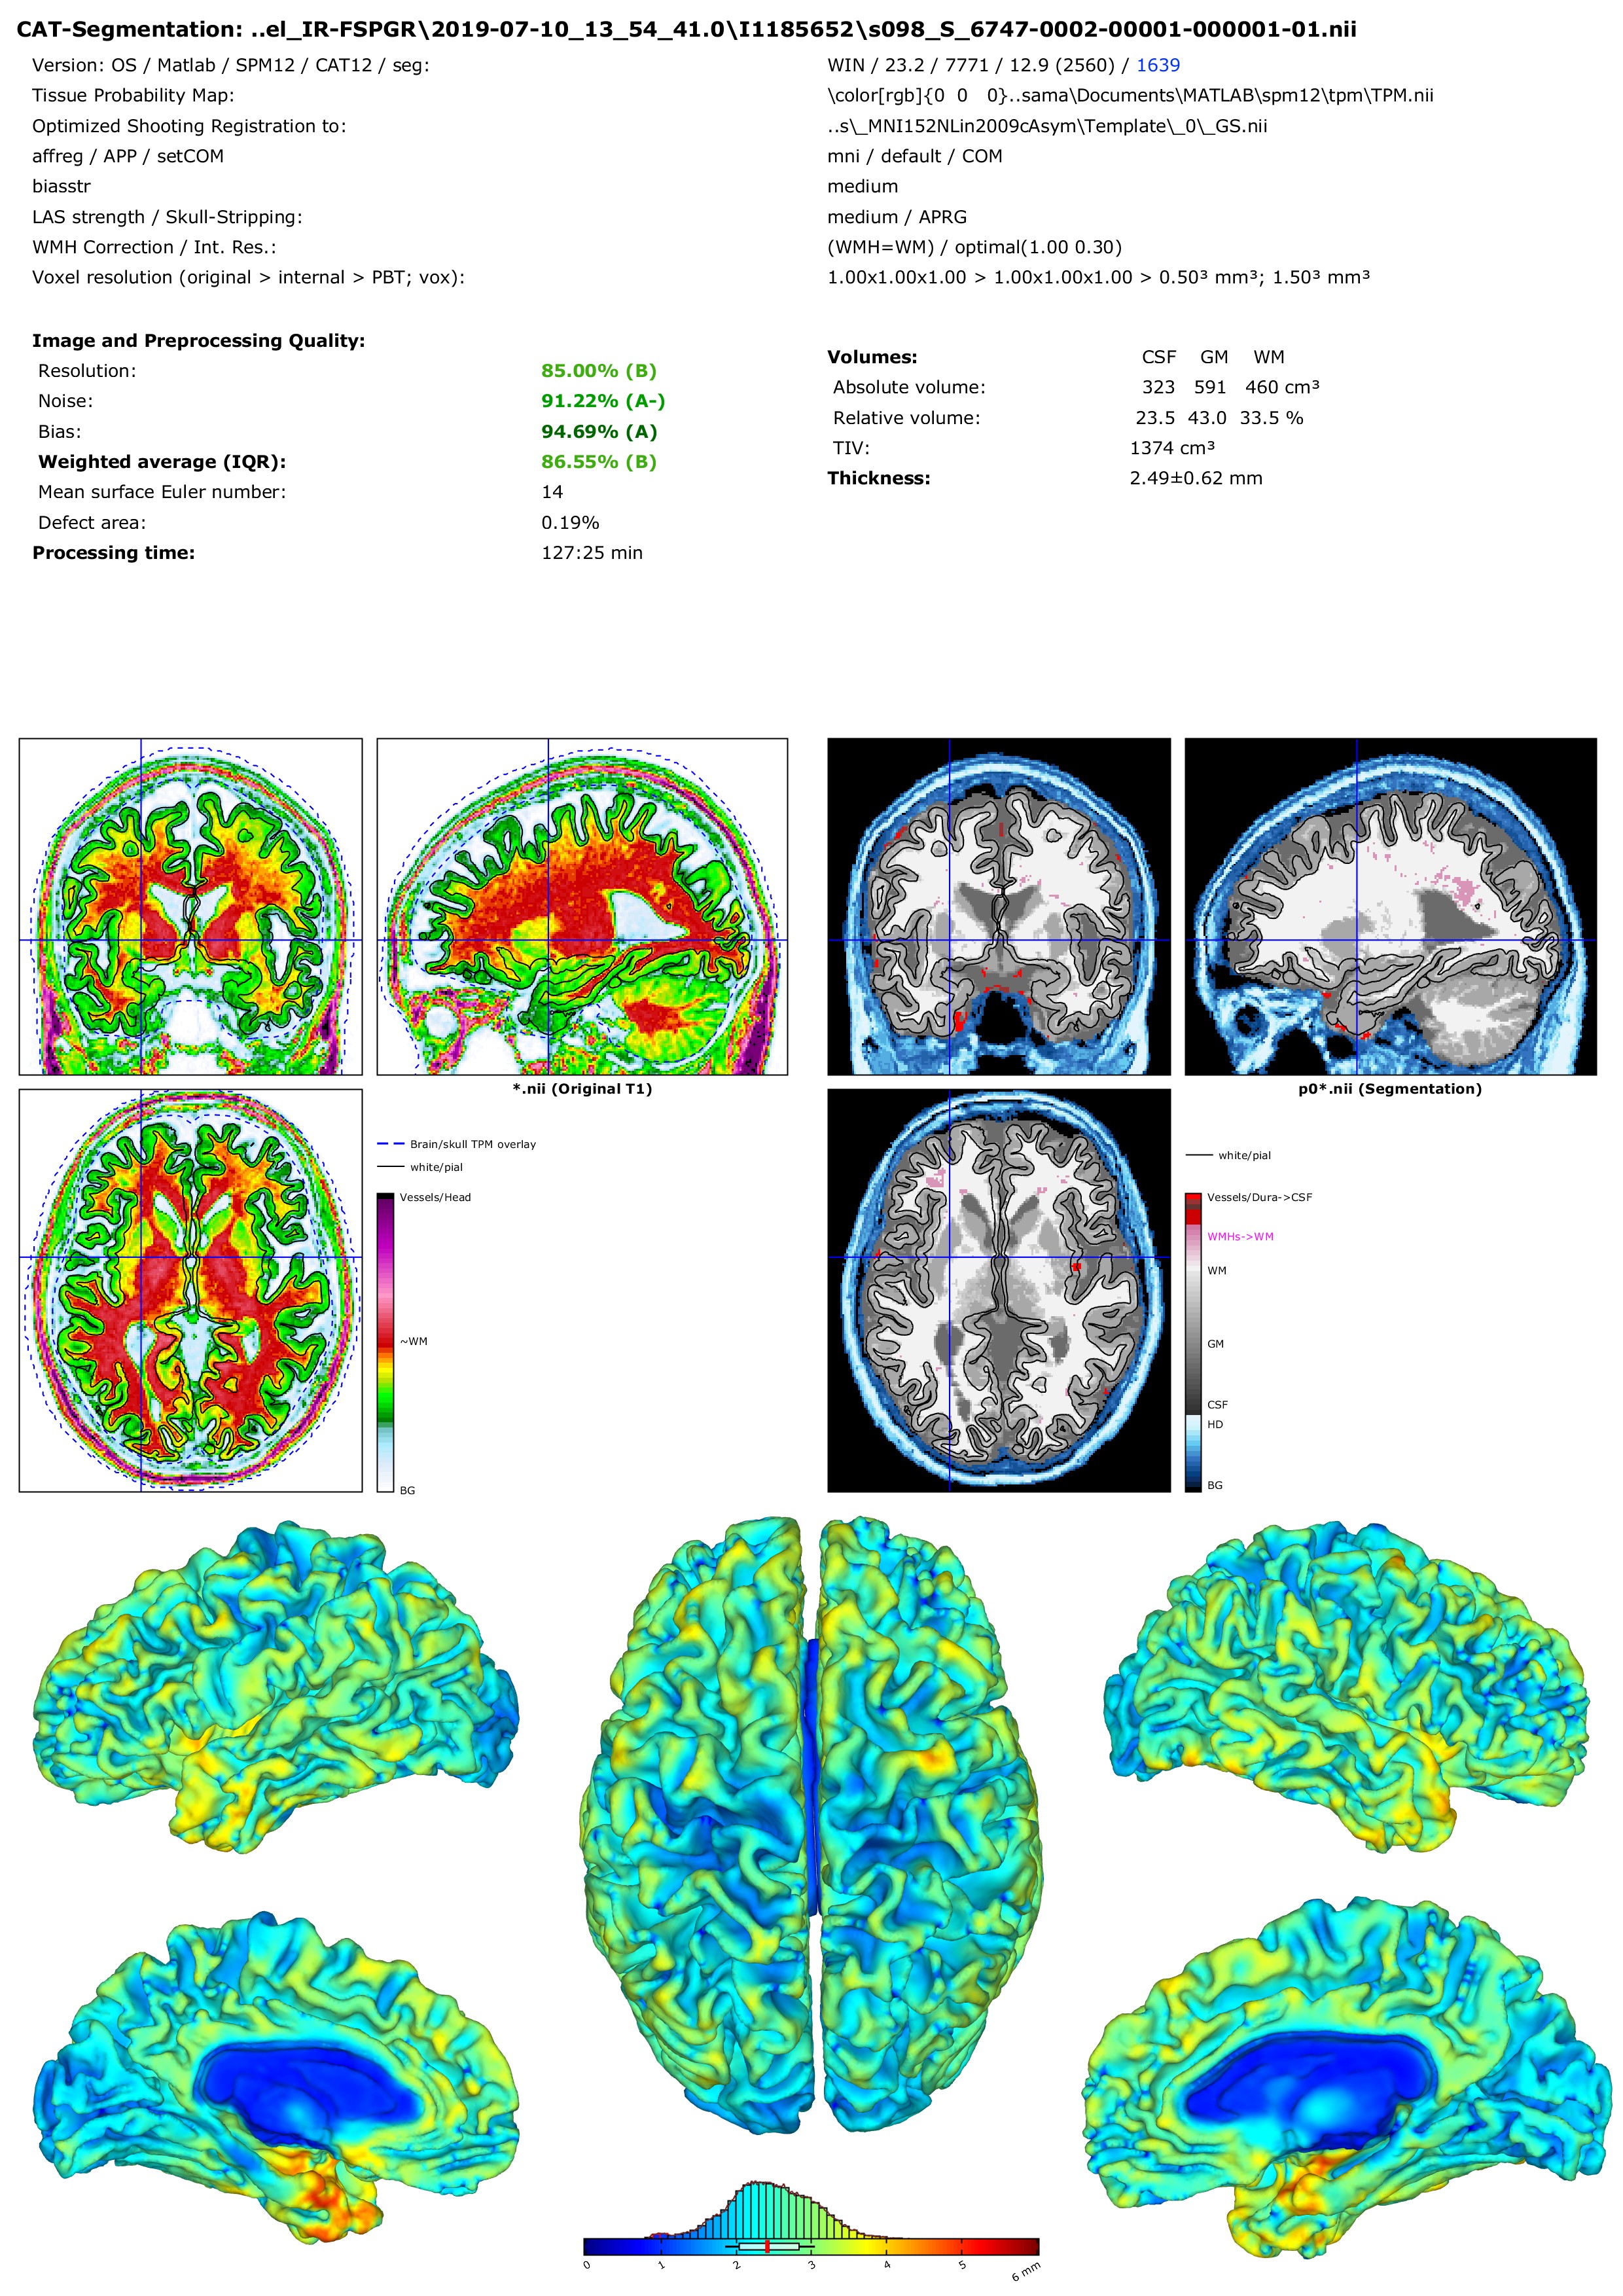 CAT-Segmentation: ..el_IR-FSPGR\2019-07-10_13_54_41.0\I1185652\s098_S_6747-0002-00001-000001-01.nii
Version: OS / Matlab / SPM12 / CAT12 / seg: WIN / 23.2 / 7771 / 12.9 (2560) / 1639
Tissue Probability Map: \color[rgb]{0 0 0}..sama\Documents\MATLAB\spm12\tpm\TPM.nii
Optimized Shooting Registration to: ..s\_MNI152NLin2009cAsym\Template\_0\_GS.nii
affreg / APP / setCOM mni / default / COM
biasstr medium
LAS strength / Skull-Stripping: medium / APRG
WMH Correction / Int. Res.: (WMH=WM) / optimal(1.00 0.30)
Voxel resolution (original > internal > PBT; vox): 1.00x1.00x1.00 > 1.00x1.00x1.00 > 0.50³ mm³; 1.50³ mm³
Image and Preprocessing Quality:
Resolution: 85.00% (B)
Noise: 91.22% (A-)
Bias: 94.69% (A)
Weighted average (IQR): 86.55% (B)
Mean surface Euler number: 14
Defect area: 0.19%
Processing time: 127:25 min
Volumes: CSF GM WM
Absolute volume: 323 591 460 cm³
Relative volume: 23.5 43.0 33.5 %
TIV: 1374 cm³
Thickness: 2.49±0.62 mm
*.nii (Original T1)
Brain/skull TPM overlay
white/pial
Vessels/Head
~WM
BG
p0*.nii (Segmentation)
white/pial
Vessels/Dura->CSF
WMHs->WM
WM
GM
CSF
HD
BG
0 1 2 3 4 5 6 mm